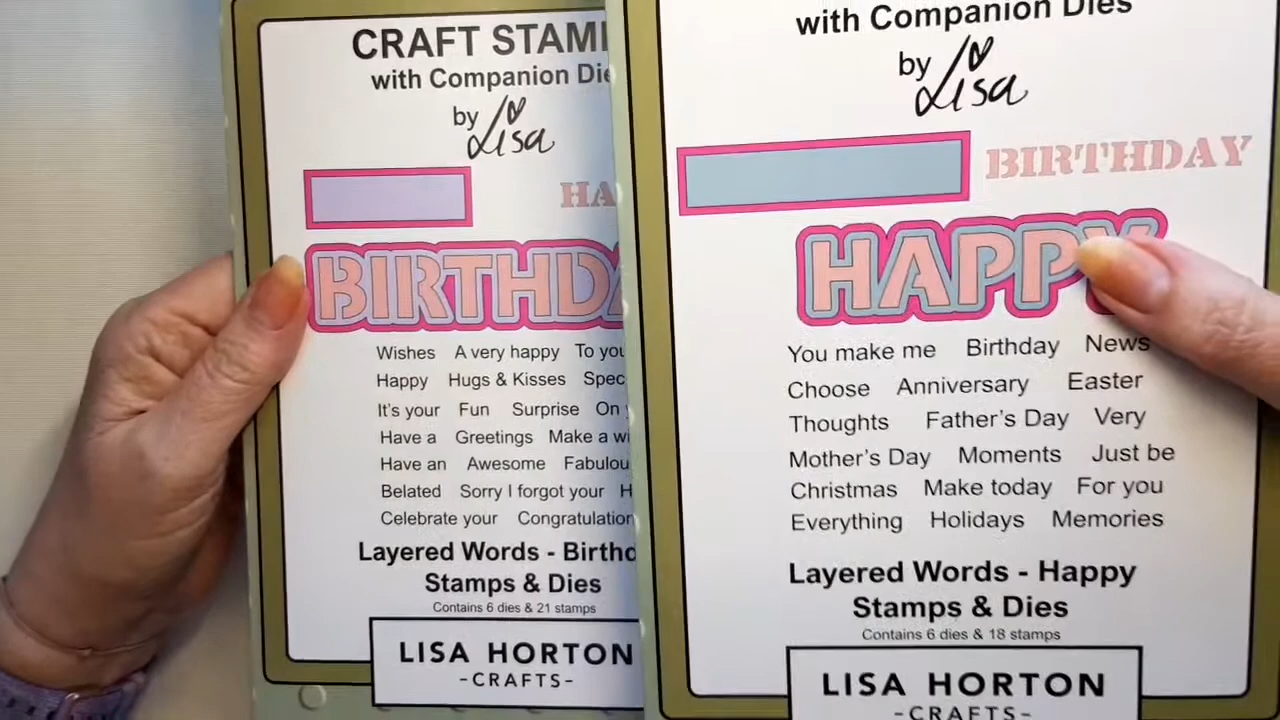 CRAFT STAM
with Companion Die
by Lisa
HA
BIRTHDA
Wishes A very happy To you
Happy Hugs & Kisses Spec
It's your Fun Surprise On
Have a Greetings Make a wi
Have an Awesome Fabulou
Belated Sorry I forgot your H
Celebrate your Congratulation
Layered Words - Birthd
Stamps & Dies
Contains 6 dies & 21 stamps
LISA HORTON
-CRAFTS-
with Companion Dies
by Lisa
BIRTHDAY
HAPPY
You make me Birthday News
Choose Anniversary Easter
Thoughts Father's Day Very
Mother's Day Moments Just be
Christmas Make today For you
Everything Holidays Memories
Layered Words - Happy
Stamps & Dies
Contains 6 dies & 18 stamps
LISA HORTON
-CRAFTS-